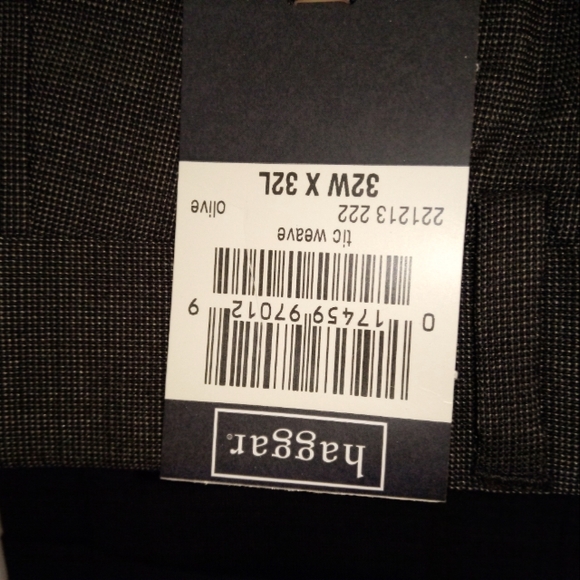 haggar
0 17459 97012 9
tic weave
221213 222 olive
32W X 32L